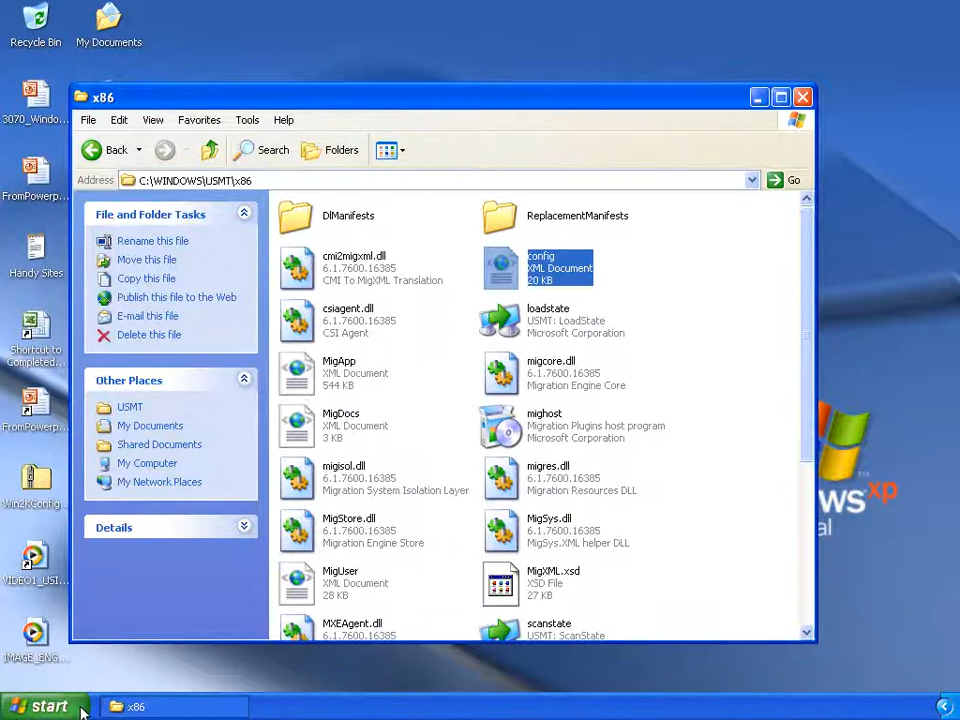 Recycle Bin
My Documents
3070_Windo...
FromPowerp...
Handy Sites
Shortcut to
Completed...
FromPowerp...
Win2KConfig...
VIDEO1_USI...
IMAGE_ENG...
x86
File Edit View Favorites Tools Help
Back Search Folders
Address C:\WINDOWS\USMT\x86 Go
File and Folder Tasks
Rename this file
Move this file
Copy this file
Publish this file to the Web
E-mail this file
Delete this file
Other Places
USMT
My Documents
Shared Documents
My Computer
My Network Places
Details
DlManifests
ReplacementManifests
cmi2migxml.dll
6.1.7600.16385
CMI To MigXML Translation
config
XML Document
20 KB
csiagent.dll
6.1.7600.16385
CSI Agent
loadstate
USMT: LoadState
Microsoft Corporation
MigApp
XML Document
544 KB
migcore.dll
6.1.7600.16385
Migration Engine Core
MigDocs
XML Document
3 KB
mighost
Migration Plugins host program
Microsoft Corporation
migisol.dll
6.1.7600.16385
Migration System Isolation Layer
migres.dll
6.1.7600.16385
Migration Resources DLL
MigStore.dll
6.1.7600.16385
Migration Engine Store
MigSys.dll
6.1.7600.16385
MigSys.XML helper DLL
MigUser
XML Document
28 KB
MigXML.xsd
XSD File
27 KB
MXEAgent.dll
6.1.7600.16385
scanstate
USMT: ScanState
start
x86